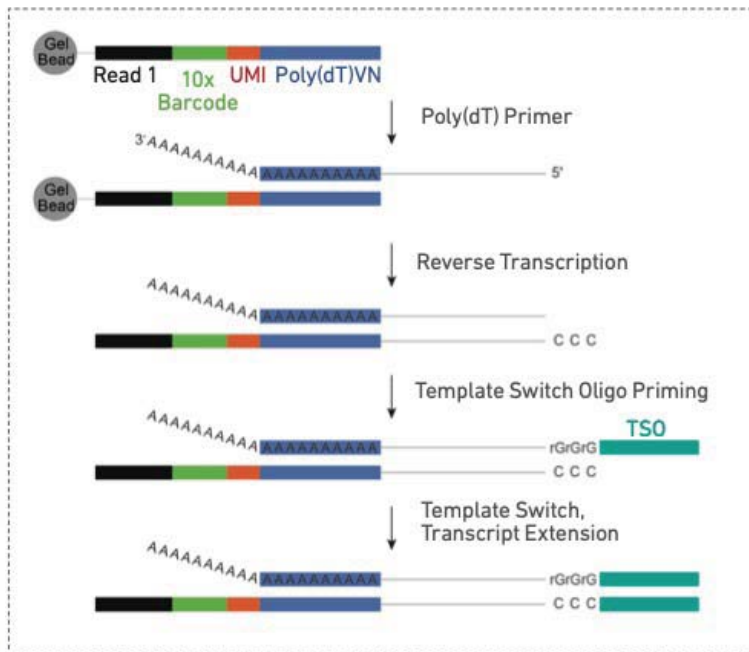 Gel
Bead
Read 1
10x
Barcode
UMI
Poly(dT)VN
Poly(dT) Primer
3'AAAAAAAAAA
AAAAAAAAAA
5'
Gel
Bead
Reverse Transcription
AAAAAAAAAA
AAAAAAAAAA
C C C
Template Switch Oligo Priming
AAAAAAAAAA
AAAAAAAAAA
rGrGrG
TSO
C C C
Template Switch,
Transcript Extension
AAAAAAAAAA
AAAAAAAAAA
rGrGrG
C C C